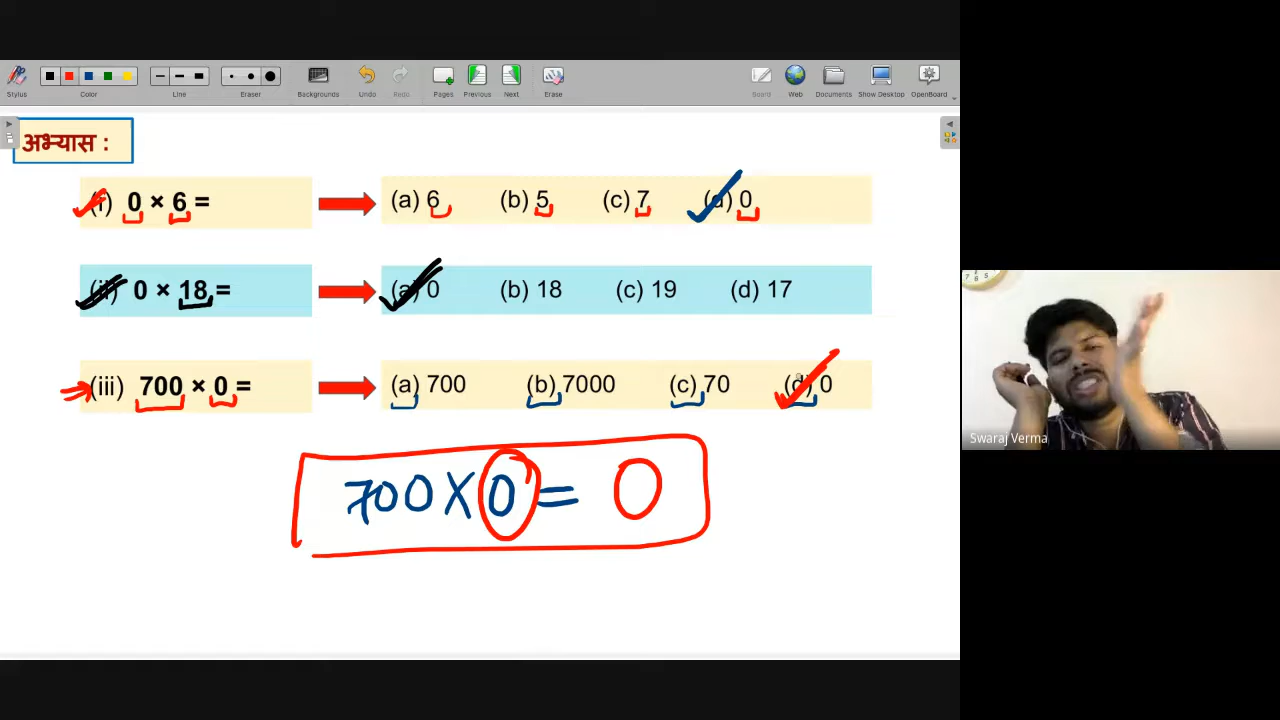 Stylus Color Line Eraser Backgrounds Undo Redo Pages Previous Next Erase Board Web Documents Show Desktop OpenBoard
अभ्यास :
(i) 0 × 6 = (a) 6 (b) 5 (c) 7 (d) 0
(ii) 0 × 18 = (a) 0 (b) 18 (c) 19 (d) 17
(iii) 700 × 0 = (a) 700 (b) 7000 (c) 70 (d) 0
700 X 0 = 0
Swaraj Verma